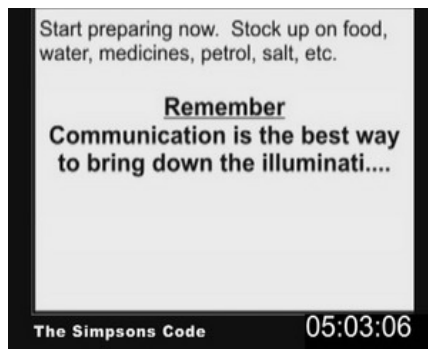 Start preparing now. Stock up on food,
water, medicines, petrol, salt, etc.
Remember
Communication is the best way
to bring down the illuminati....
The Simpsons Code
05:03:06